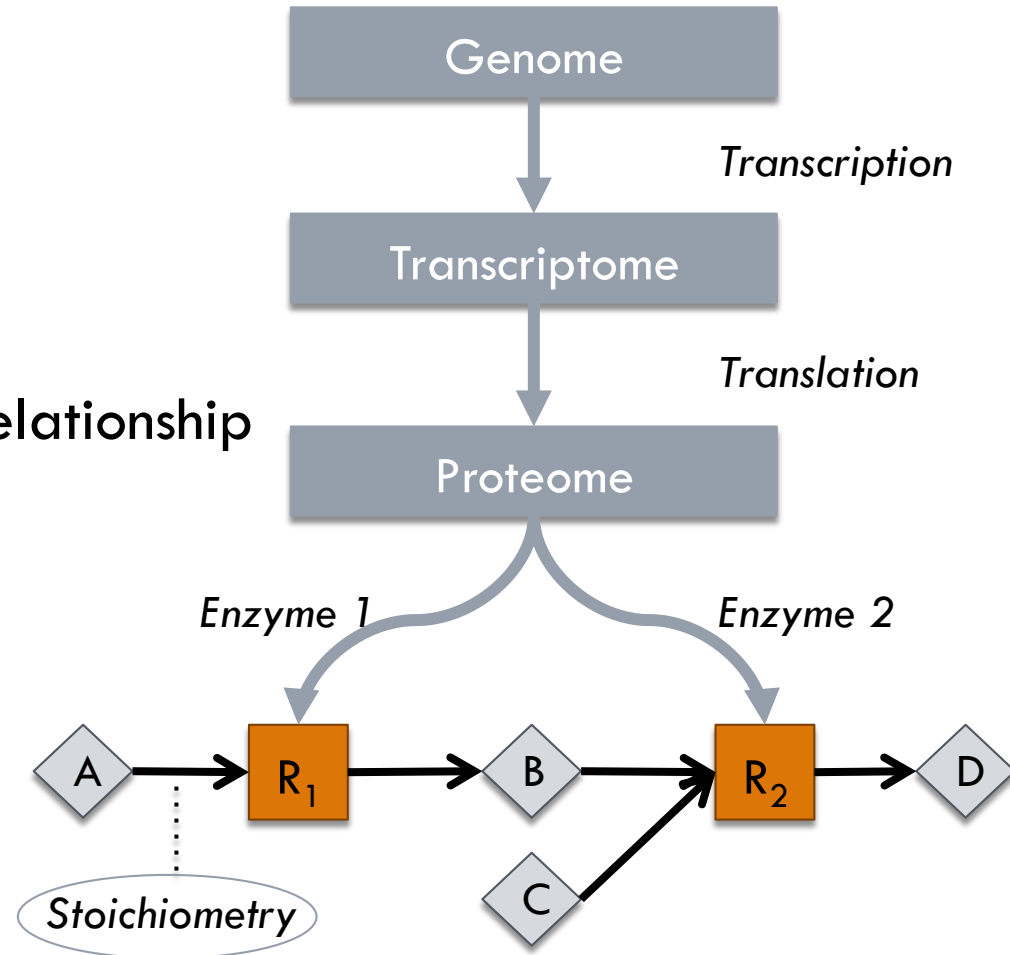 Genome
Transcription
Transcriptome
Translation
elationship
Proteome
Enzyme 1
Enzyme 2
A
R1
B
R2
D
C
Stoichiometry